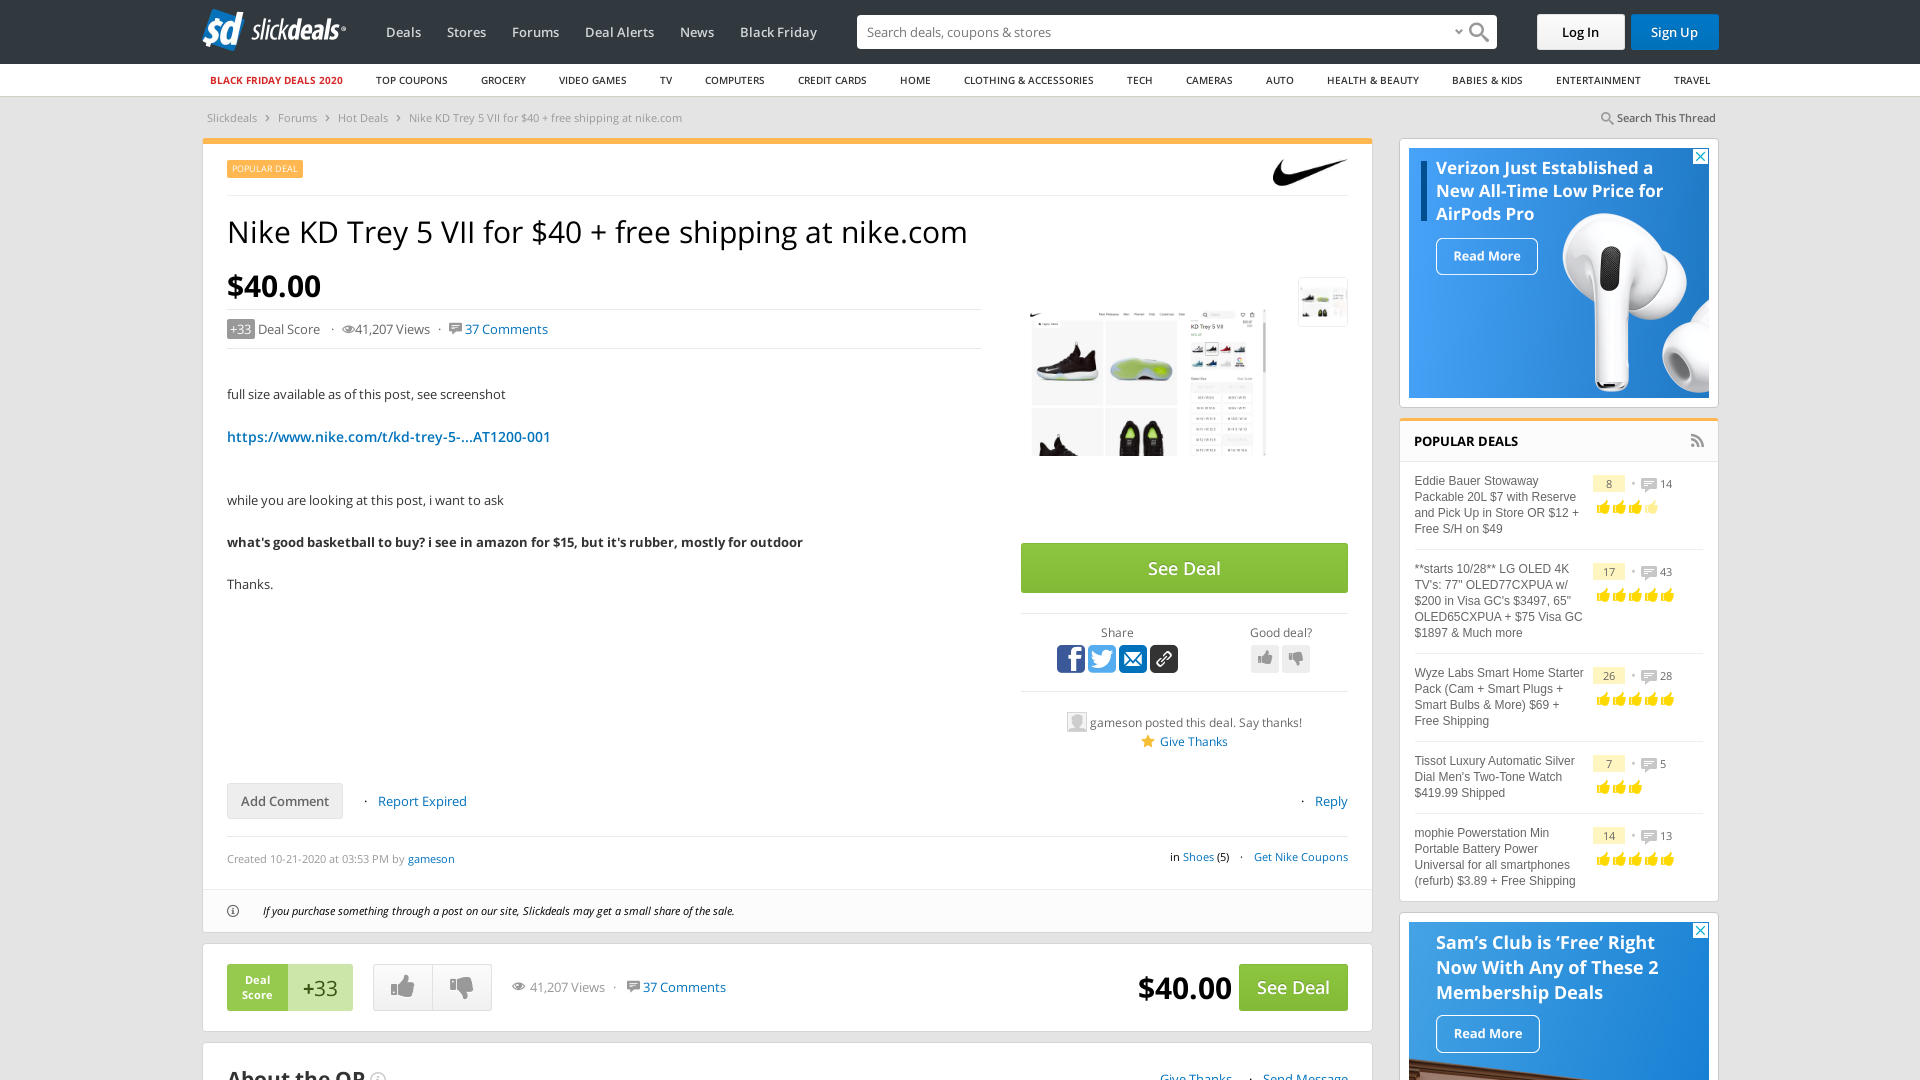 sd slickdeals
Deals Stores Forums Deal Alerts News Black Friday
Search deals, coupons & shopping
Log In Sign Up
BLACK FRIDAY DEALS 2020 TOP COUPONS GROCERY VIDEO GAMES TV COMPUTERS CREDIT CARDS HOME CLOTHING & ACCESSORIES TECH CAMERAS AUTO HEALTH & BEAUTY BABIES & KIDS ENTERTAINMENT TRAVEL
Slickdeals > Forums > Hot Deals > Nike KD Trey 5 VII for $40 + free shipping at nike.com
Search This Thread
POPULAR DEAL
Nike KD Trey 5 VII for $40 + free shipping at nike.com
$40.00
+33 Deal Score · 41,207 Views · 37 Comments
full size available as of this post, see screenshot
https://www.nike.com/t/kd-trey-5-...AT1200-001
while you are looking at this post, i want to ask
what's good basketball to buy? i see in amazon for $15, but it's rubber, mostly for outdoor
Thanks.
KD Trey 5 VII
See Deal
Share
Good deal?
gameson posted this deal. Say thanks!
Give Thanks
Add Comment · Report Expired
· Reply
Created 10-21-2020 at 03:53 PM by gameson
in Shoes (5) · Get Nike Coupons
If you purchase something through a post on our site, Slickdeals may get a small share of the sale.
Deal
Score
+33
41,207 Views · 37 Comments
$40.00
See Deal
About the OP
Give Thanks · Send Message
Verizon Just Established a
New All-Time Low Price for
AirPods Pro
Read More
POPULAR DEALS
Eddie Bauer Stowaway
Packable 20L $7 with Reserve
and Pick Up in Store OR $12 +
Free S/H on $49
8 • 14
**starts 10/28** LG OLED 4K
TV's: 77" OLED77CXPUA w/
$200 in Visa GC's $3497, 65"
OLED65CXPUA + $75 Visa GC
$1897 & Much more
17 • 43
Wyze Labs Smart Home Starter
Pack (Cam + Smart Plugs +
Smart Bulbs & More) $69 +
Free Shipping
26 • 28
Tissot Luxury Automatic Silver
Dial Men's Two-Tone Watch
$419.99 Shipped
7 • 5
mophie Powerstation Min
Portable Battery Power
Universal for all smartphones
(refurb) $3.89 + Free Shipping
14 • 13
Sam's Club is 'Free' Right
Now With Any of These 2
Membership Deals
Read More